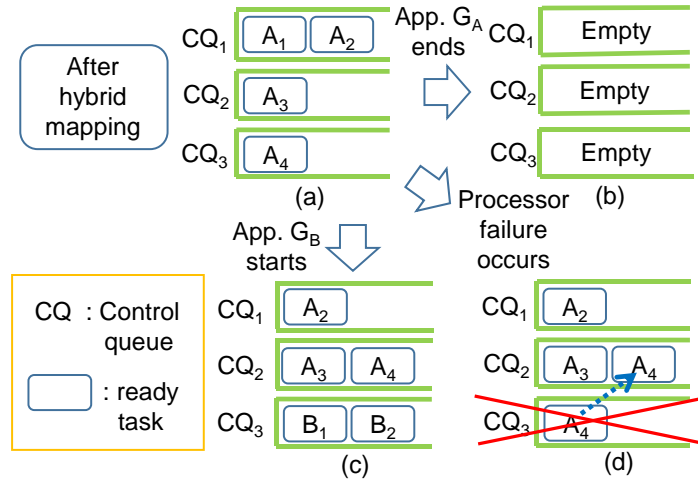 After
hybrid
mapping
CQ1 A1 A2
CQ2 A3
CQ3 A4
(a)
App. GA
ends
CQ1 Empty
CQ2 Empty
CQ3 Empty
(b)
App. GB
starts
Processor
failure
occurs
CQ : Control
queue
: ready
task
CQ1 A2
CQ2 A3 A4
CQ3 B1 B2
(c)
CQ1 A2
CQ2 A3 A4
CQ3 A4
(d)